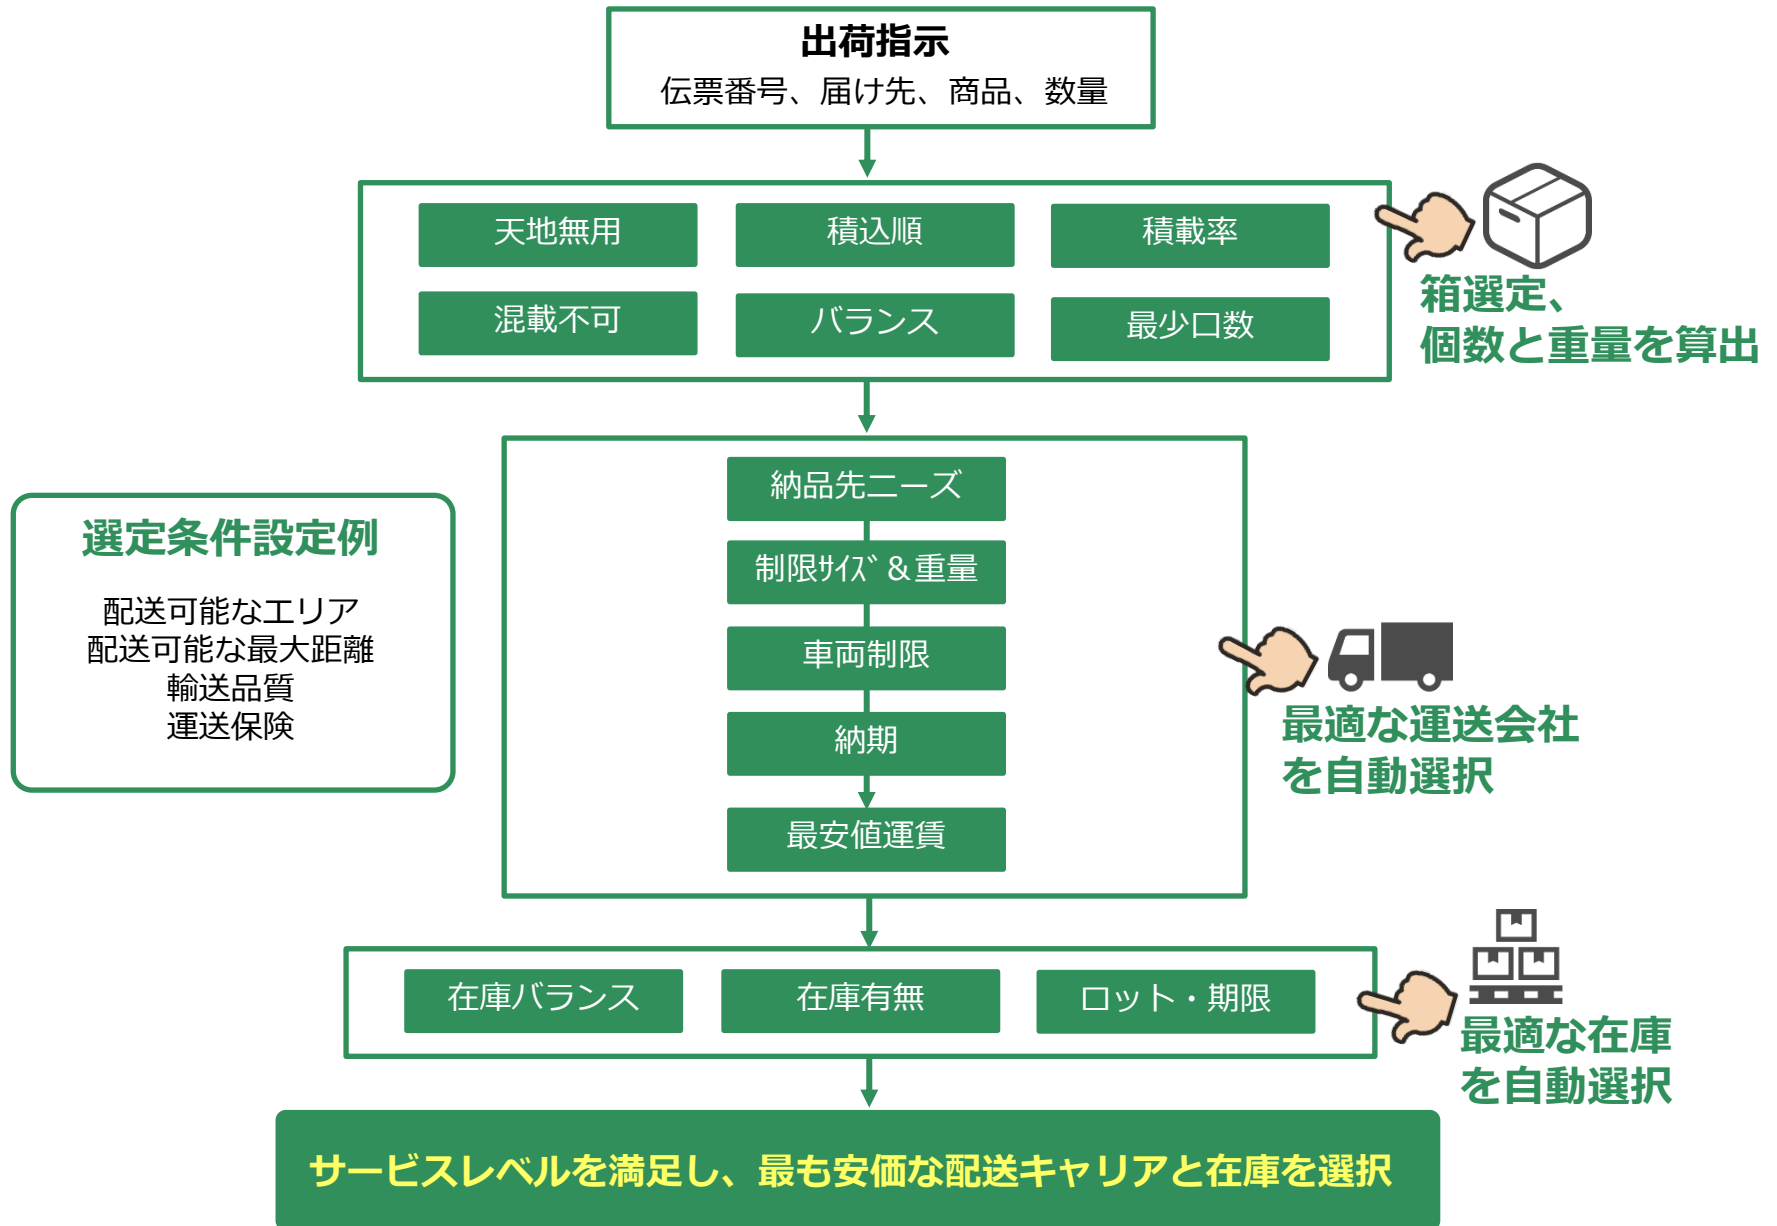 出荷指示
伝票番号、届け先、商品、数量
天地無用
積込順
積載率
混載不可
バランス
最少口数
箱選定、
個数と重量を算出
納品先ニーズ
制限ｻｲｽﾞ＆重量
車両制限
納期
最安値運賃
選定条件設定例
配送可能なエリア
配送可能な最大距離
輸送品質
運送保険
最適な運送会社
を自動選択
在庫バランス
在庫有無
ロット・期限
最適な在庫
を自動選択
サービスレベルを満足し、最も安価な配送キャリアと在庫を選択